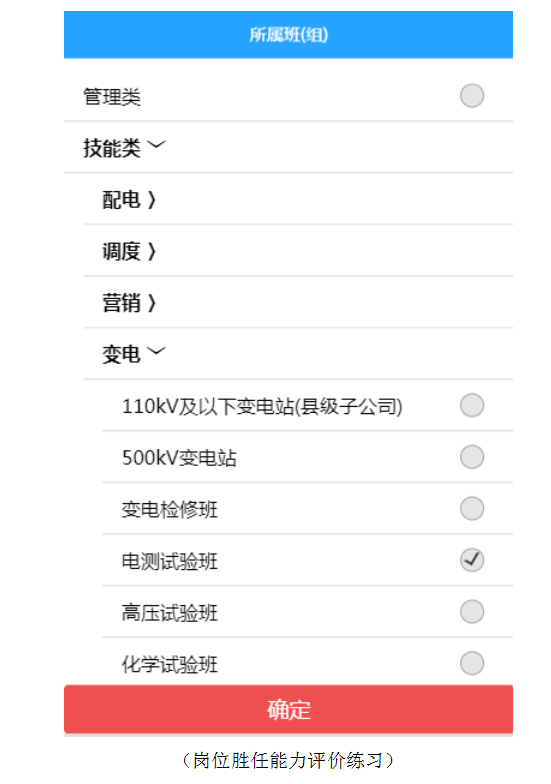 所属班(组)
管理类
技能类
配电
调度
营销
变电
110kV及以下变电站(县级子公司)
500kV变电站
变电检修班
电测试验班
高压试验班
化学试验班
确定
（岗位胜任能力评价练习）